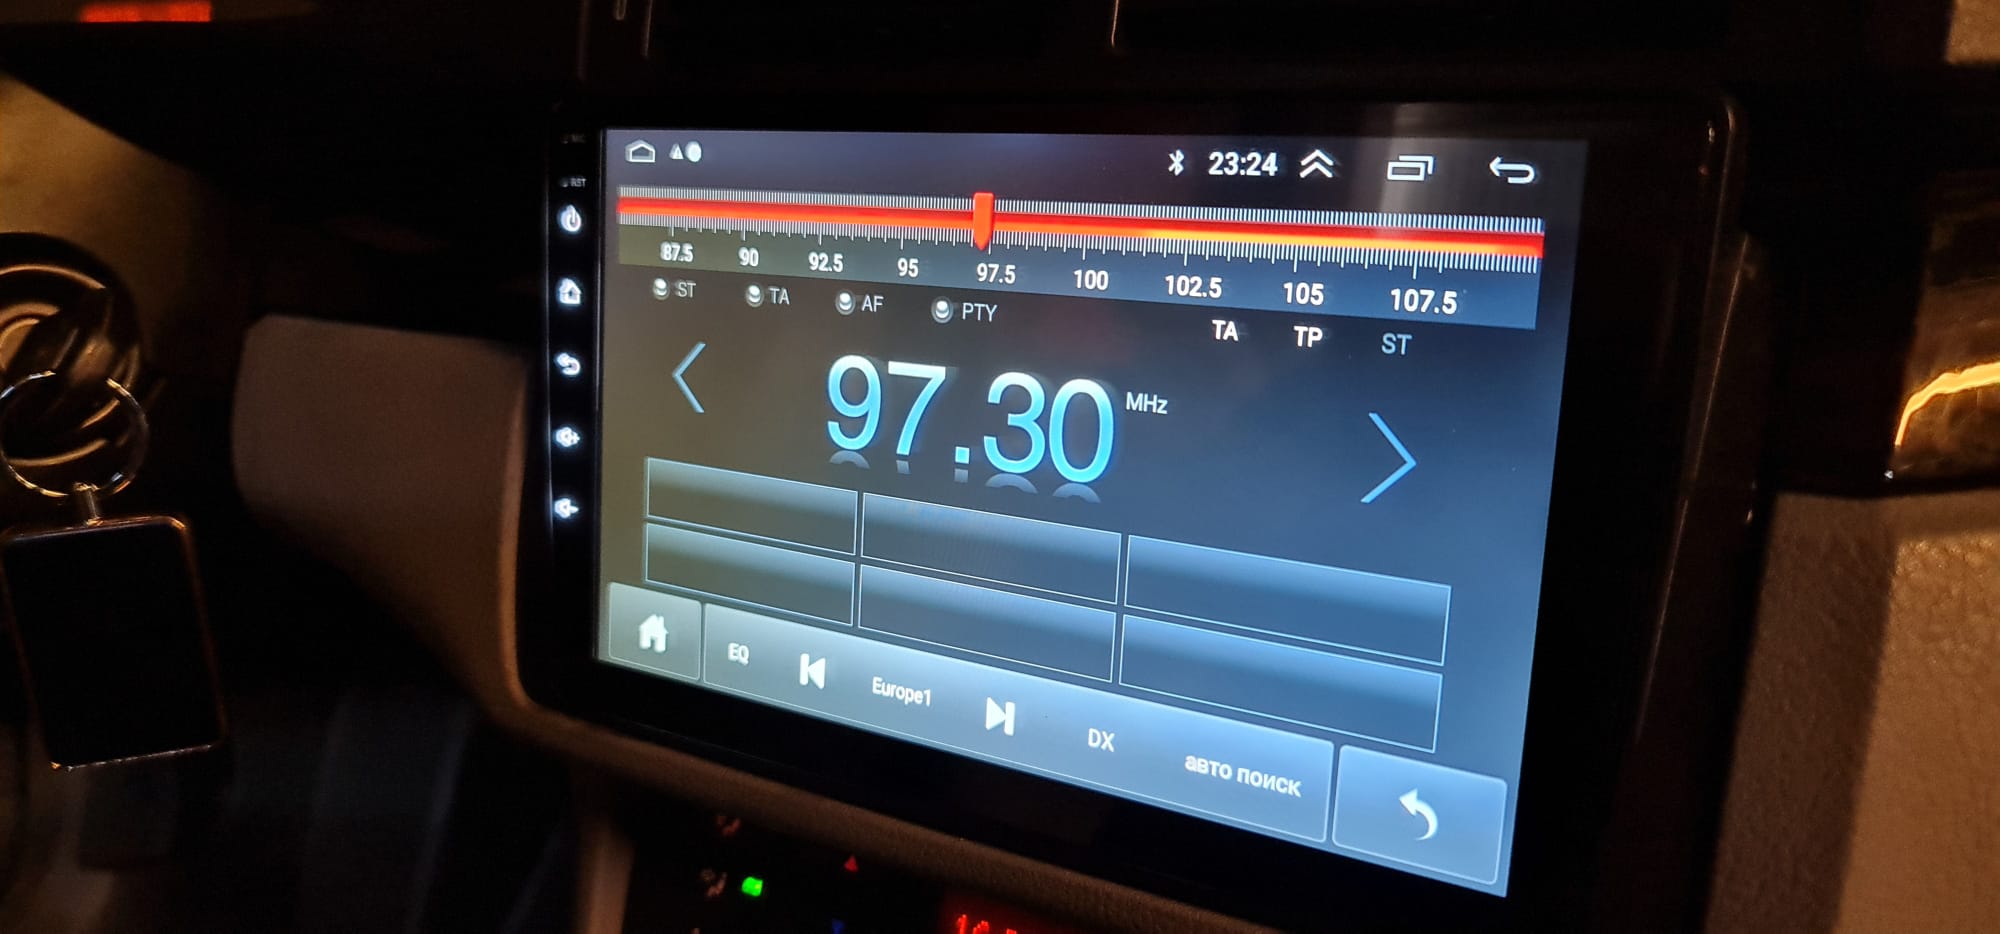 RST
23:24
87.5 90 92.5 95 97.5 100 102.5 105 107.5
ST TA AF PTY
TA TP ST
97.30 MHz
EQ Europe1 DX авто поиск